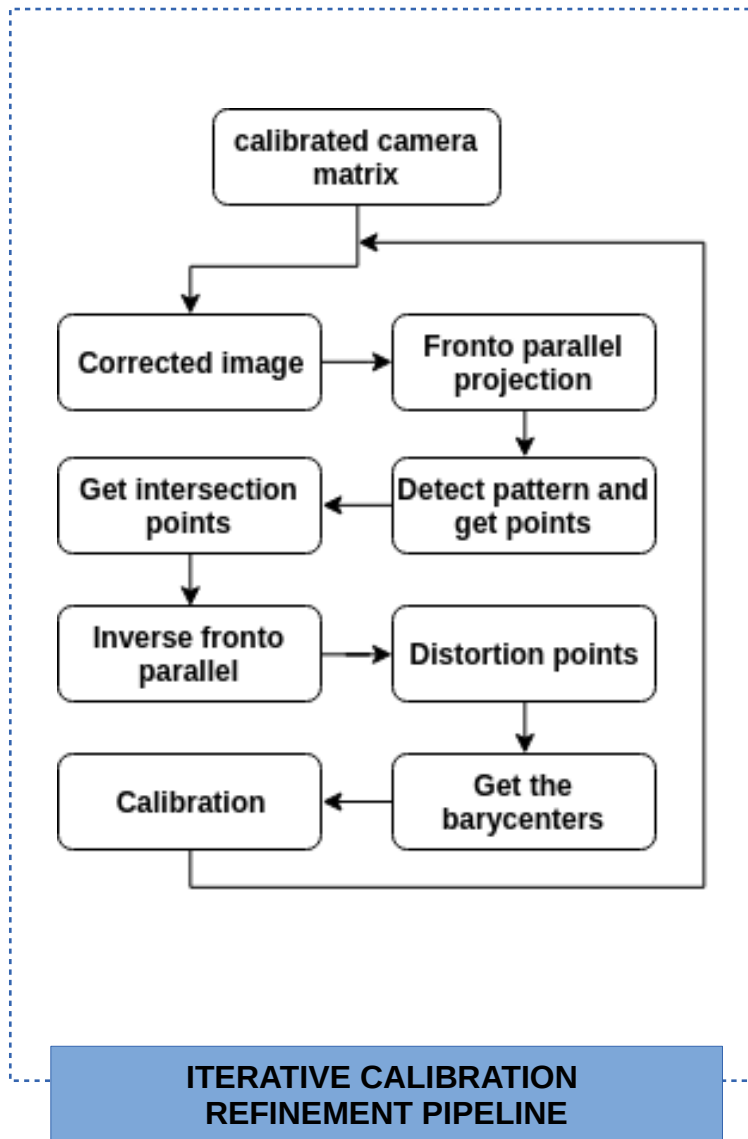 calibrated camera
matrix
Corrected image
Fronto parallel
projection
Get intersection
points
Detect pattern and
get points
Inverse fronto
parallel
Distortion points
Calibration
Get the
barycenters
ITERATIVE CALIBRATION
REFINEMENT PIPELINE